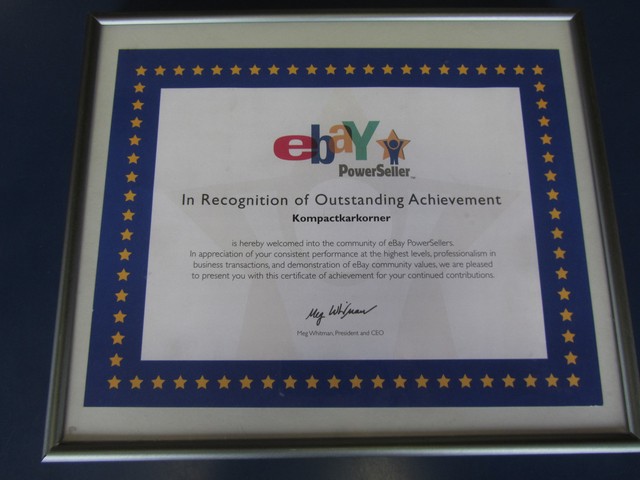 ebay
PowerSeller™
In Recognition of Outstanding Achievement
Kompactkarkorner
is hereby welcomed into the community of eBay PowerSellers.
In appreciation of your consistent performance at the highest levels, professionalism in
business transactions, and demonstration of eBay community values, we are pleased
to present you with this certificate of achievement for your continued contributions.
Meg Whitman
Meg Whitman, President and CEO